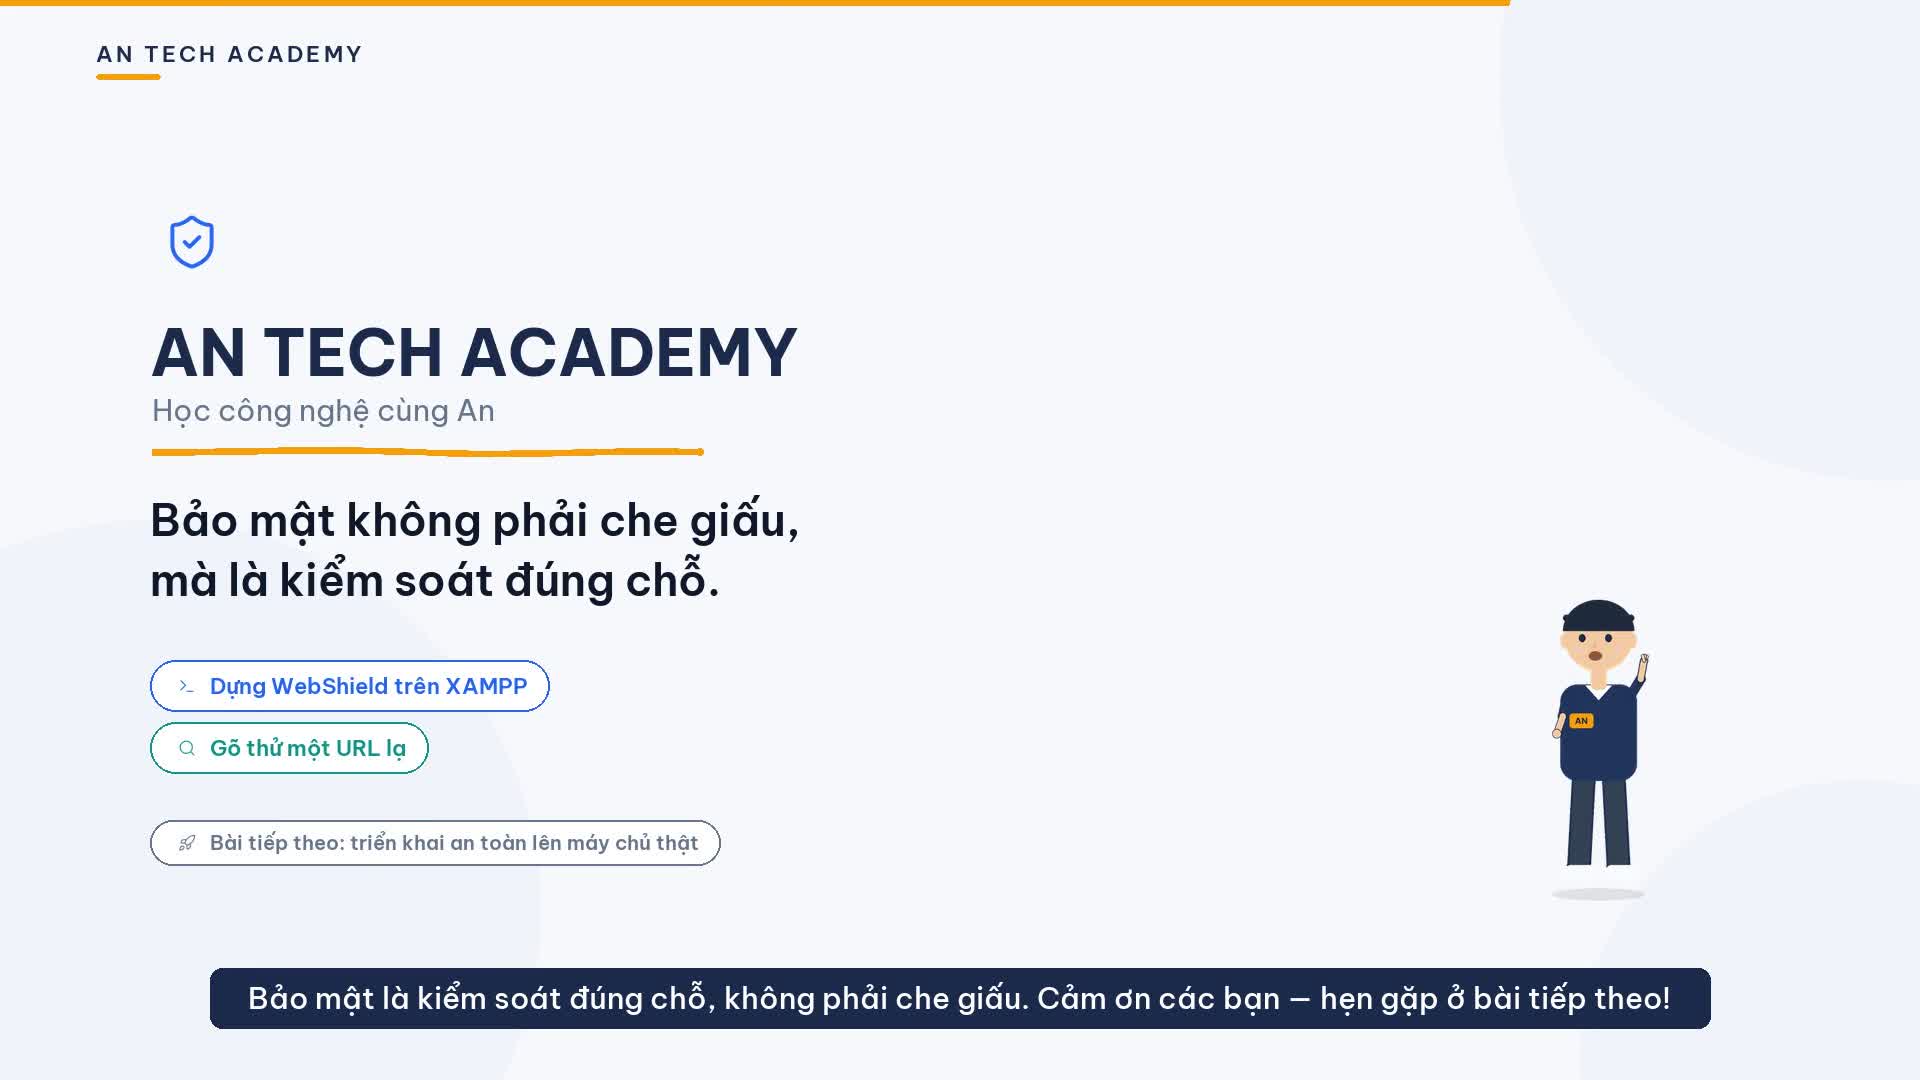 AN TECH ACADEMY
AN TECH ACADEMY
Học công nghệ cùng An
Bảo mật không phải che giấu,
mà là kiểm soát đúng chỗ.
Dựng WebShield trên XAMPP
Gõ thử một URL lạ
Bài tiếp theo: triển khai an toàn lên máy chủ thật
AN
Bảo mật là kiểm soát đúng chỗ, không phải che giấu. Cảm ơn các bạn — hẹn gặp ở bài tiếp theo!